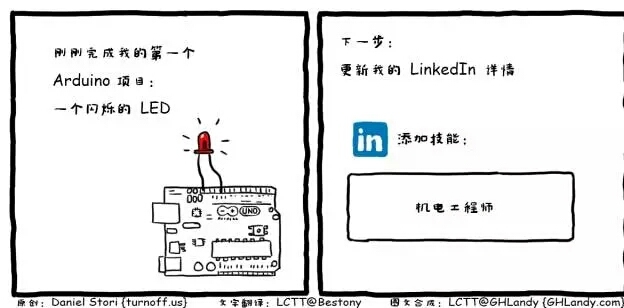 刚刚完成我的第一个
Arduino 项目:
一个闪烁的 LED
UNO
Arduino
下一步:
更新我的 LinkedIn 详情
in 添加技能:
机电工程师
原创: Daniel Stori {turnoff.us} 文字翻译: LCTT@Bestony 图文合成: LCTT@GHLandy {GHLandy.com}